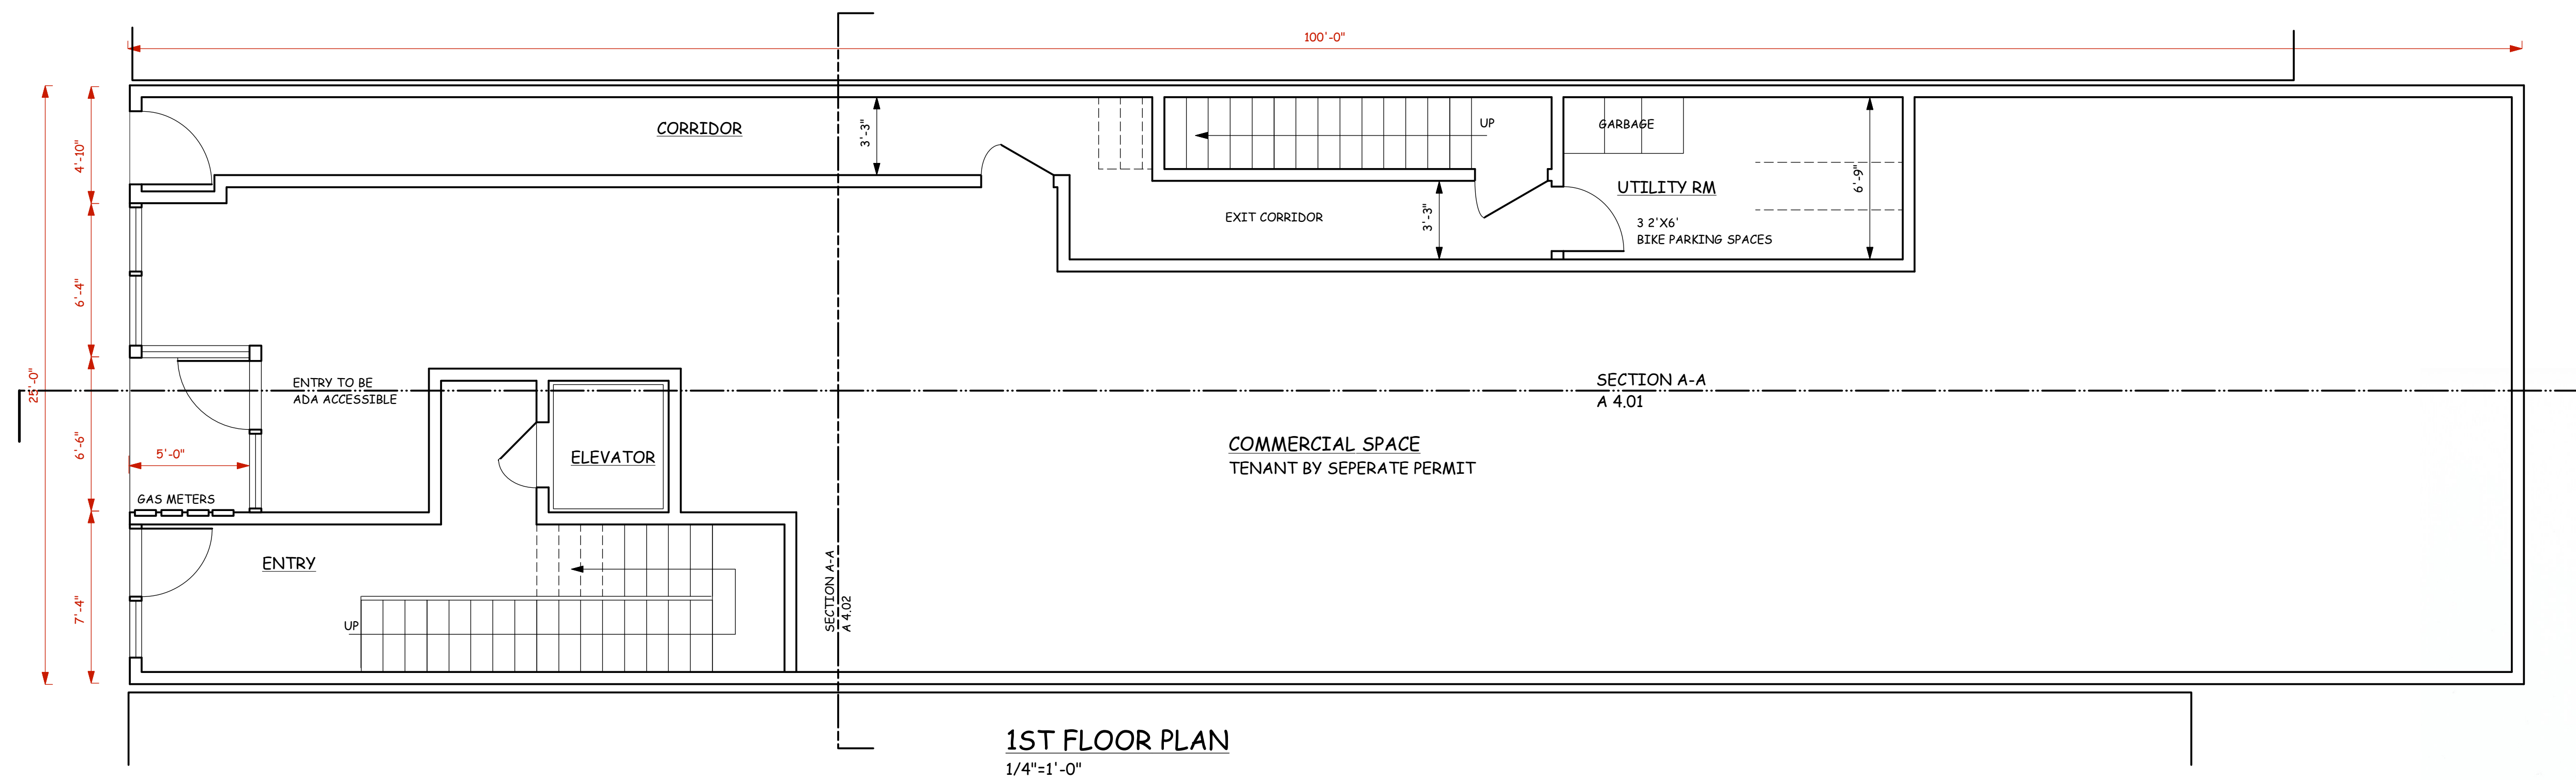 100'-0"
CORRIDOR
3'-3"
UP
GARBAGE
4'-10"
6'-9"
UTILITY RM
EXIT CORRIDOR
3'-3"
3 2'X6'
BIKE PARKING SPACES
6'-4"
25'-0"
ENTRY TO BE
ADA ACCESSIBLE
SECTION A-A
A 4.01
6'-6"
5'-0"
ELEVATOR
COMMERCIAL SPACE
TENANT BY SEPERATE PERMIT
GAS METERS
ENTRY
7'-4"
UP
SECTION A-A
A 4.02
1ST FLOOR PLAN
1/4"=1'-0"